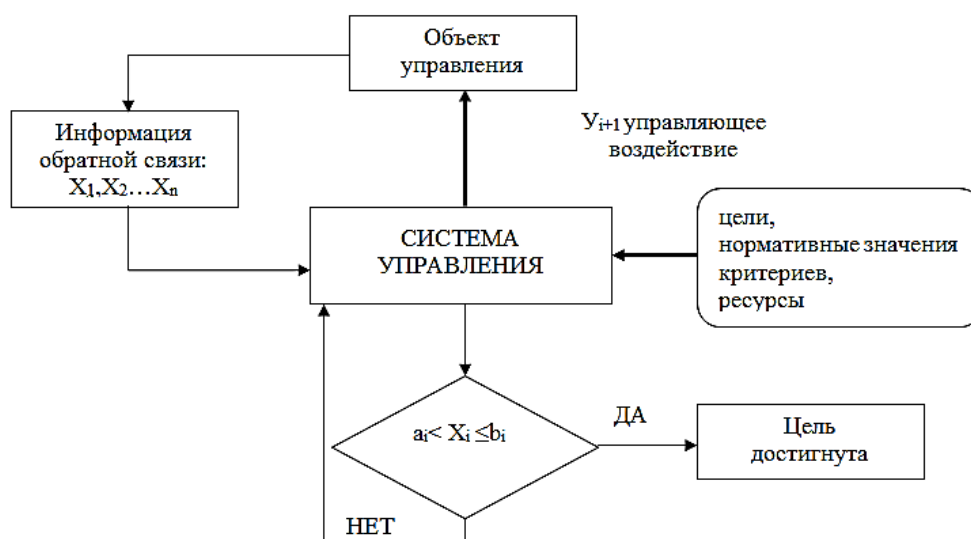 Объект
управления
Информация
обратной связи:
X₁,X₂…Xₙ
Уᵢ₊₁ управляющее
воздействие
СИСТЕМА
УПРАВЛЕНИЯ
цели,
нормативные значения
критериев,
ресурсы
aᵢ< Xᵢ ≤bᵢ
ДА
Цель
достигнута
НЕТ